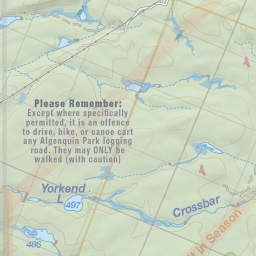 Please Remember:
Except where specifically
permitted, it is an offence
to drive, bike, or canoe cart
any Algonquin Park logging
road. They may ONLY be
walked (with caution)
Yorkend
L
497
Crossbar
486
in Season